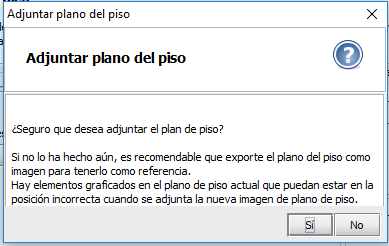 Adjuntar plano del piso
Adjuntar plano del piso
¿Seguro que desea adjuntar el plan de piso?
Si no lo ha hecho aún, es recomendable que exporte el plano del piso como
imagen para tenerlo como referencia.
Hay elementos graficados en el plano de piso actual que puedan estar en la
posición incorrecta cuando se adjunta la nueva imagen de plano de piso.
Sí
No